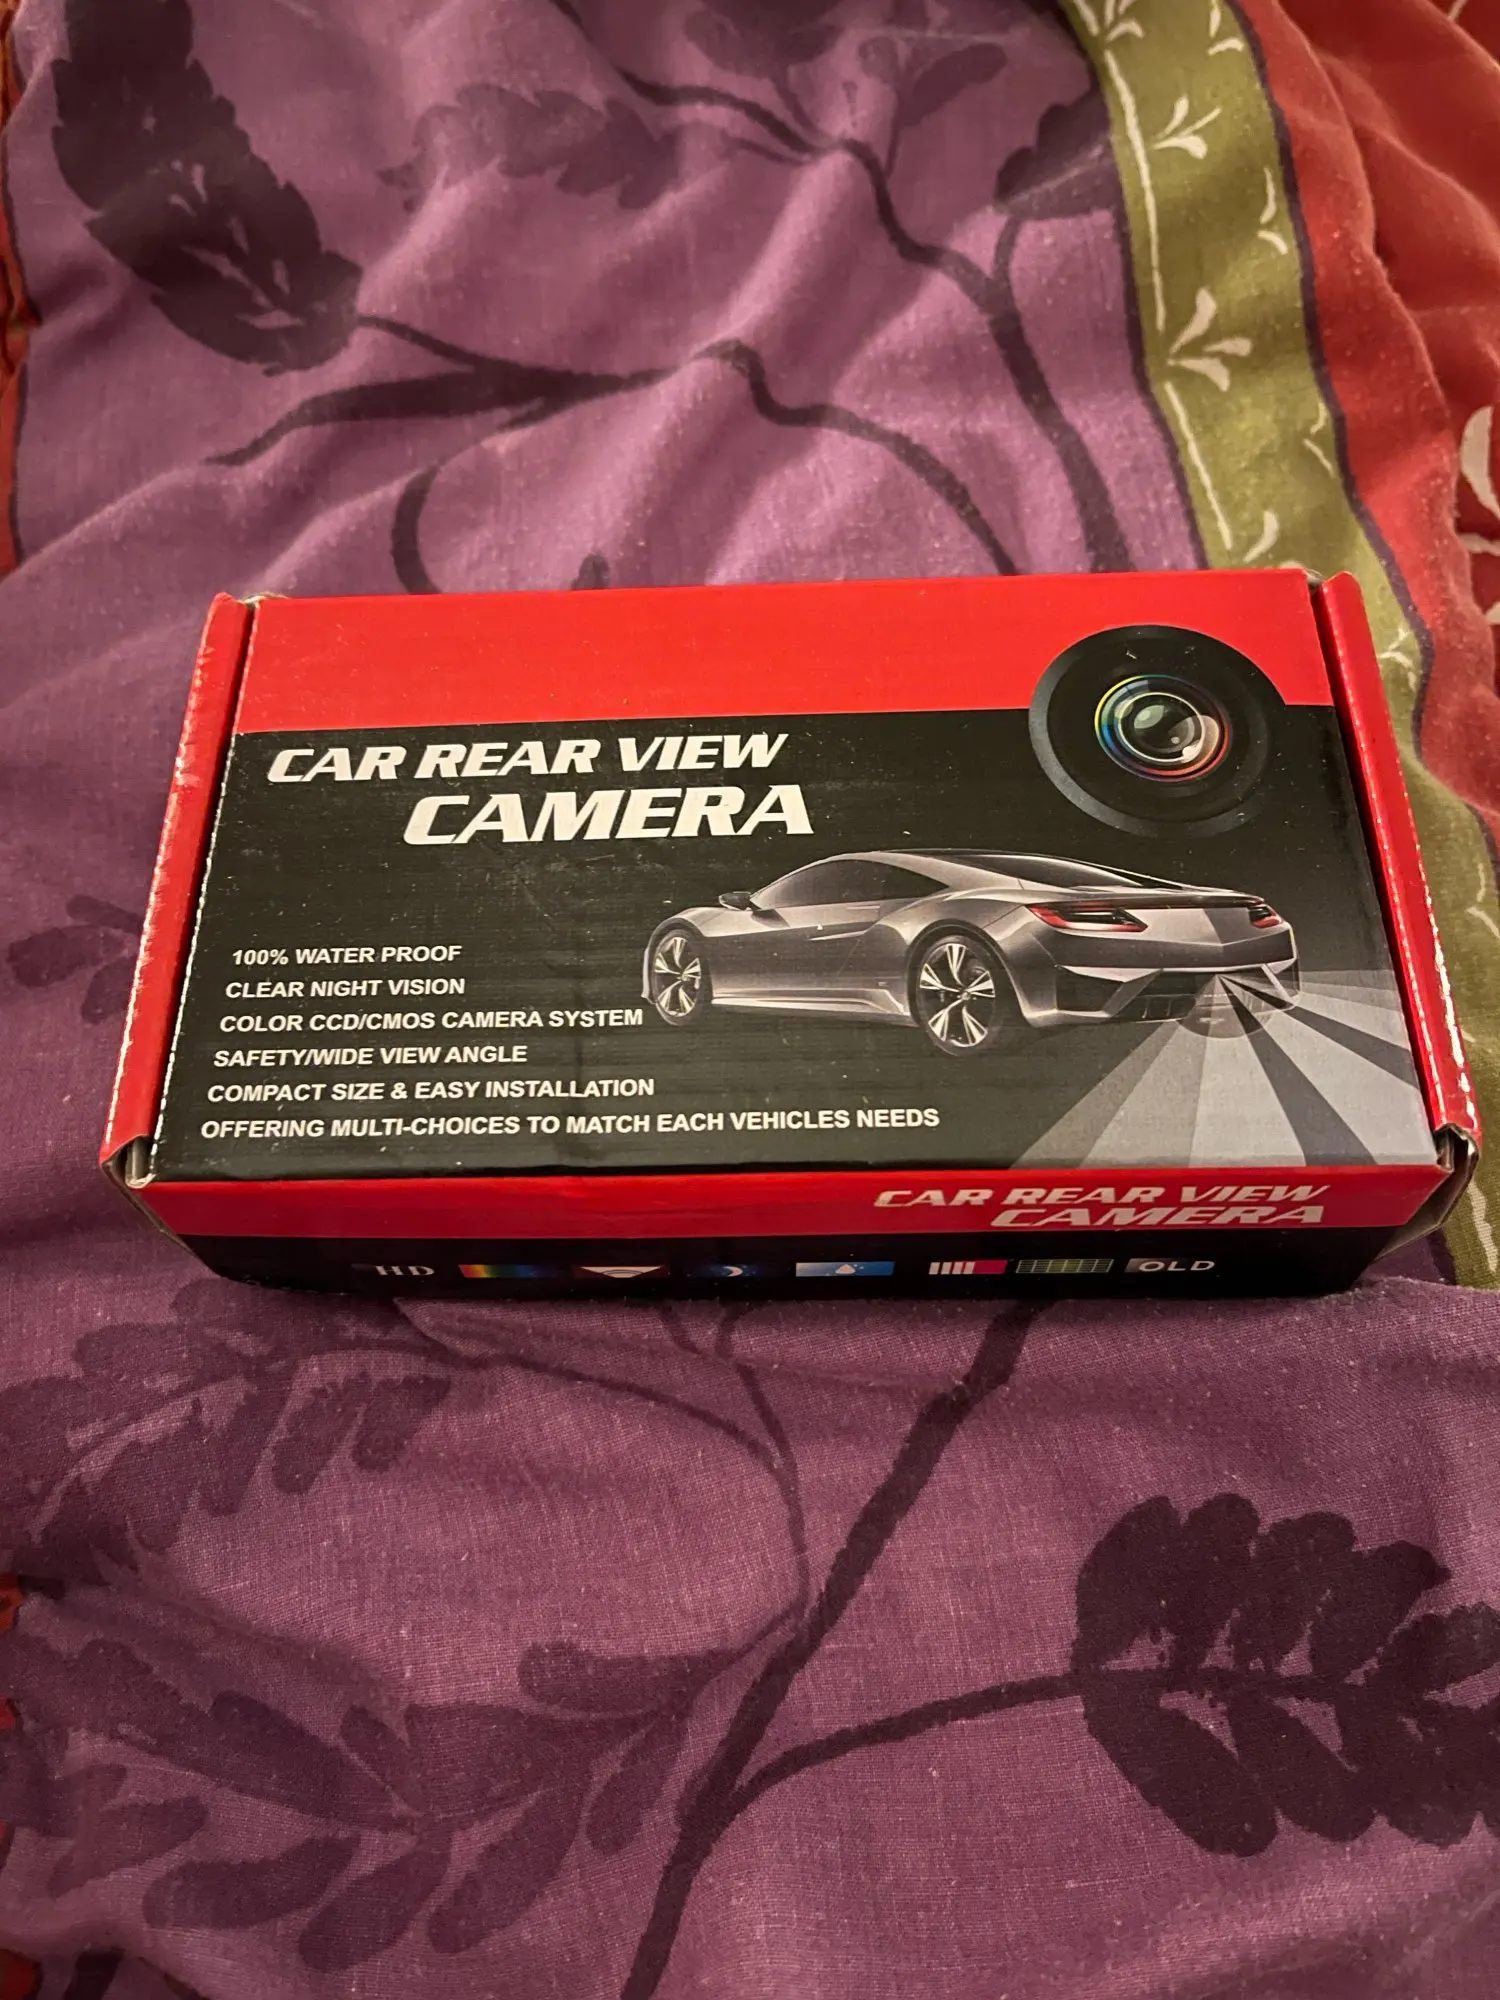 CAR REAR VIEW
CAMERA
100% WATER PROOF
CLEAR NIGHT VISION
COLOR CCD/CMOS CAMERA SYSTEM
SAFETY/WIDE VIEW ANGLE
COMPACT SIZE & EASY INSTALLATION
OFFERING MULTI-CHOICES TO MATCH EACH VEHICLES NEEDS
CAR REAR VIEW
CAMERA
HD OLD